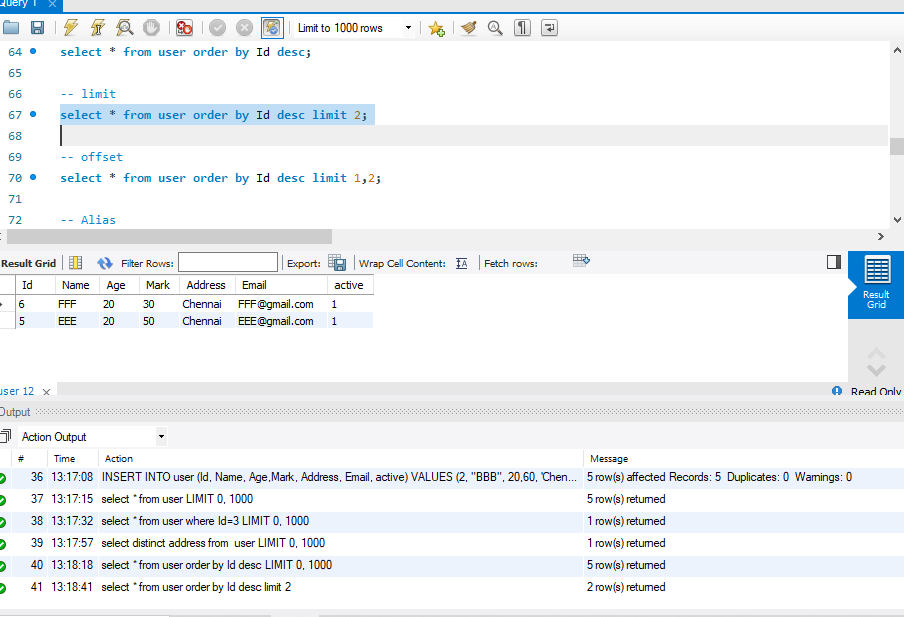 Query 1
Limit to 1000 rows
64 select * from user order by Id desc;
65
66 -- limit
67 select * from user order by Id desc limit 2;
68
69 -- offset
70 select * from user order by Id desc limit 1,2;
71
72 -- Alias
Result Grid Filter Rows: Export: Wrap Cell Content: Fetch rows:
Id Name Age Mark Address Email active
6 FFF 20 30 Chennai FFF@gmail.com 1
5 EEE 20 50 Chennai EEE@gmail.com 1
Result
Grid
user 12
Read Only
Output
Action Output
# Time Action Message
36 13:17:08 INSERT INTO user (Id, Name, Age,Mark, Address, Email, active) VALUES (2, "BBB", 20,60, 'Chen... 5 row(s) affected Records: 5 Duplicates: 0 Warnings: 0
37 13:17:15 select * from user LIMIT 0, 1000 5 row(s) returned
38 13:17:32 select * from user where Id=3 LIMIT 0, 1000 1 row(s) returned
39 13:17:57 select distinct address from user LIMIT 0, 1000 1 row(s) returned
40 13:18:18 select * from user order by Id desc LIMIT 0, 1000 5 row(s) returned
41 13:18:41 select * from user order by Id desc limit 2 2 row(s) returned